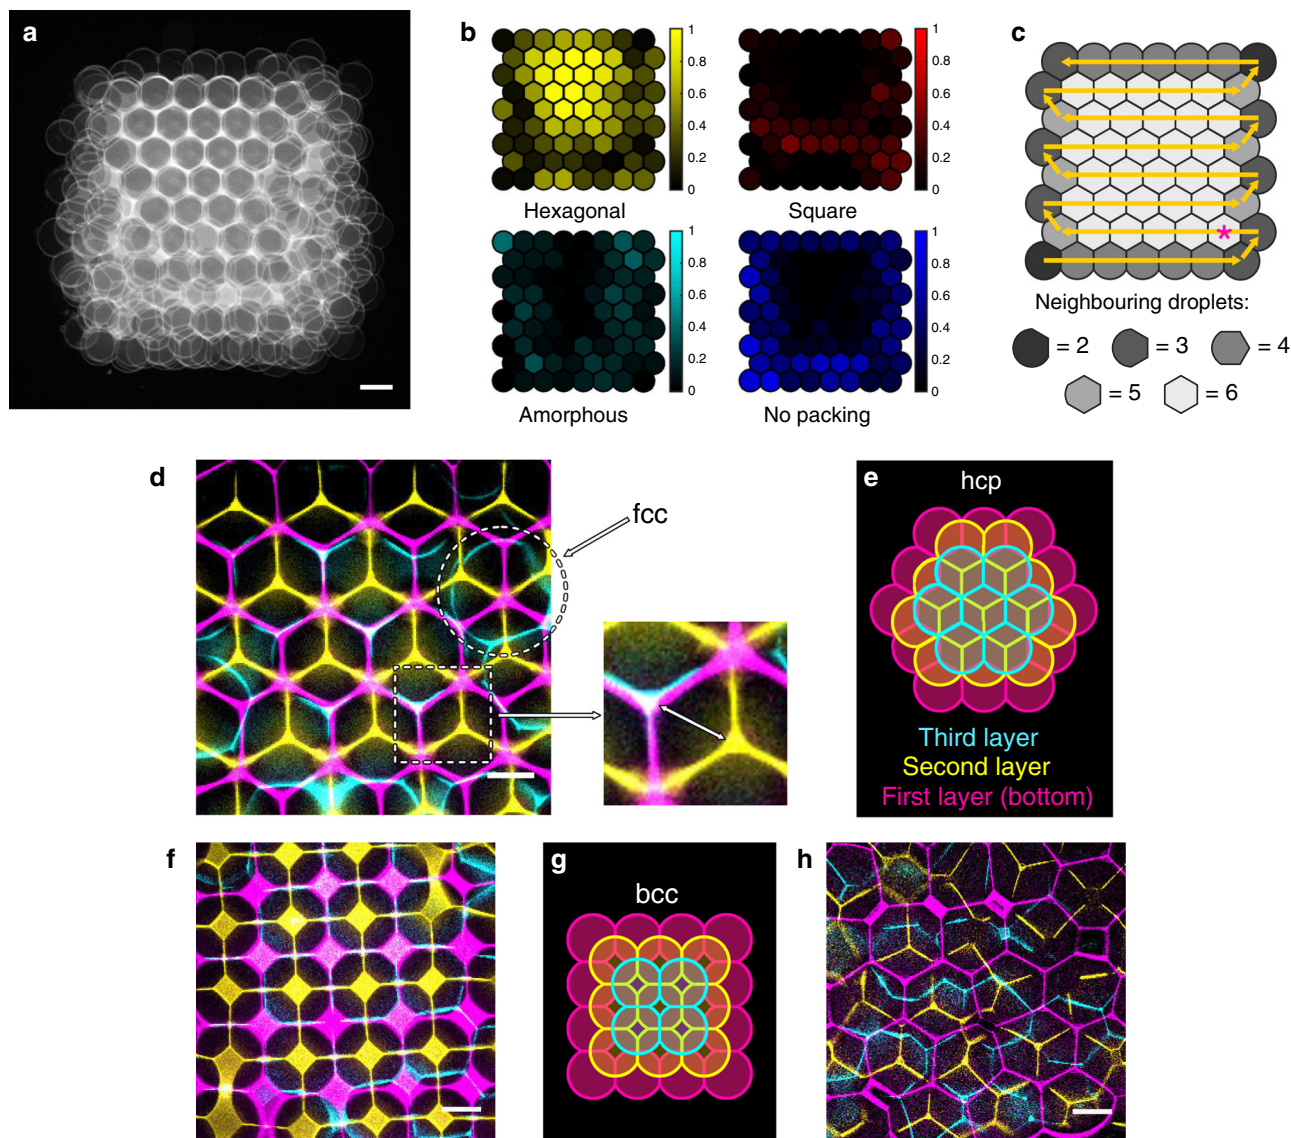 a
b
1
0.8
0.6
0.4
0.2
0
Hexagonal
1
0.8
0.6
0.4
0.2
0
Square
1
0.8
0.6
0.4
0.2
0
Amorphous
1
0.8
0.6
0.4
0.2
0
No packing
c
*
Neighbouring droplets:
= 2
= 3
= 4
= 5
= 6
d
fcc
e
hcp
Third layer
Second layer
First layer (bottom)
f
g
bcc
h